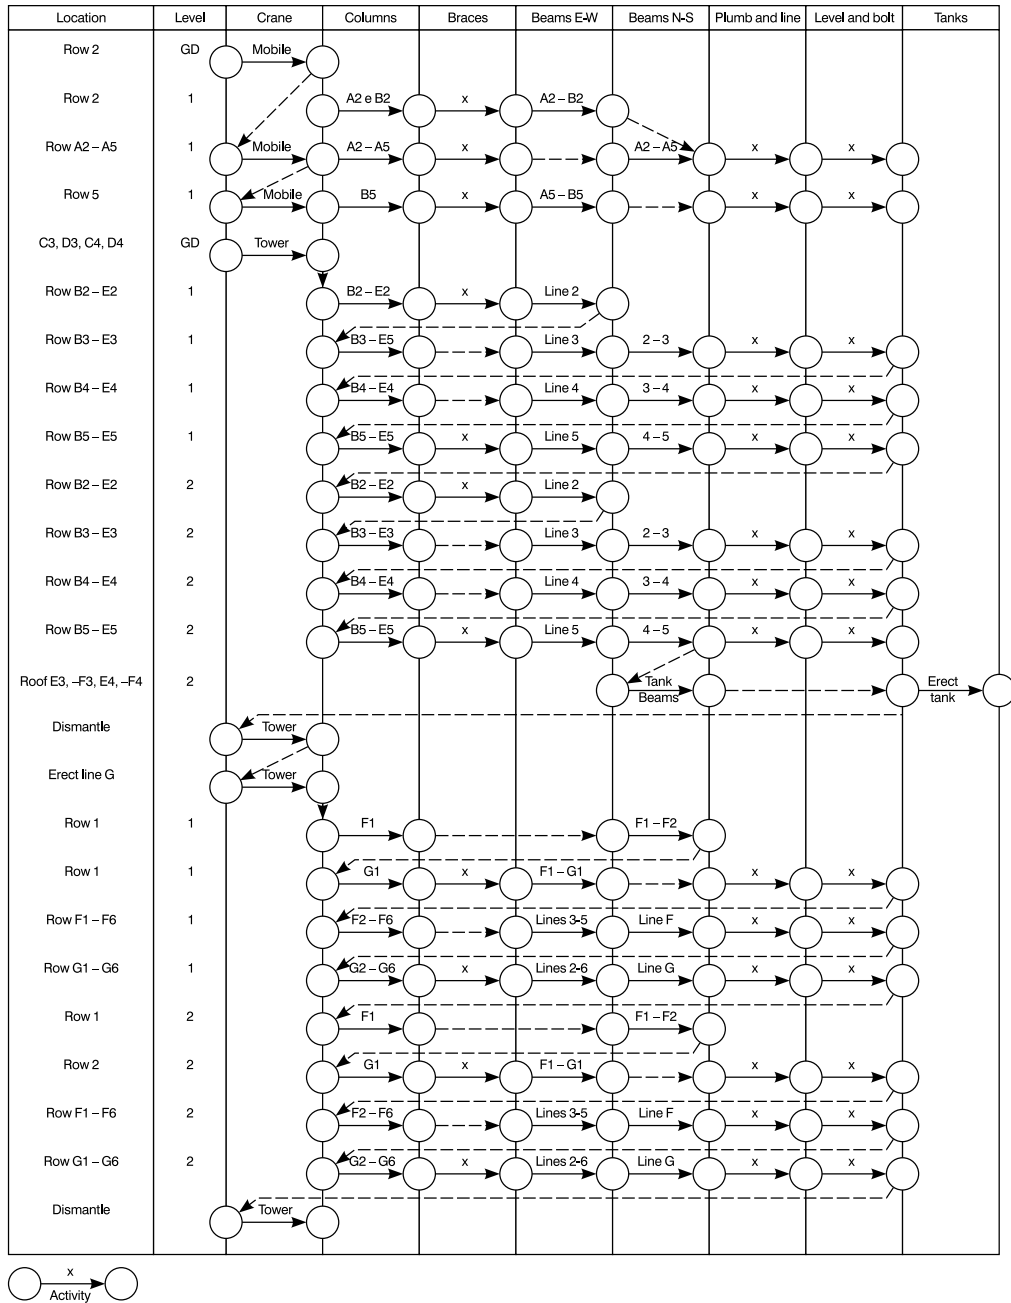 Location Level Crane Columns Braces Beams E-W Beams N-S Plumb and line Level and bolt Tanks
Row 2 GD Mobile
Row 2 1 A2 e B2 x A2 – B2
Row A2 – A5 1 Mobile A2 – A5 x A2 – A5 x x
Row 5 1 Mobile B5 x A5 – B5 x x
C3, D3, C4, D4 GD Tower
Row B2 – E2 1 B2 – E2 x Line 2
Row B3 – E3 1 B3 – E5 Line 3 2 – 3 x x
Row B4 – E4 1 B4 – E4 Line 4 3 – 4 x x
Row B5 – E5 1 B5 – E5 x Line 5 4 – 5 x x
Row B2 – E2 2 B2 – E2 x Line 2
Row B3 – E3 2 B3 – E3 Line 3 2 – 3 x x
Row B4 – E4 2 B4 – E4 Line 4 3 – 4 x x
Row B5 – E5 2 B5 – E5 x Line 5 4 – 5 x x
Roof E3, –F3, E4, –F4 2 Tank Beams Erect tank
Dismantle Tower
Erect line G Tower
Row 1 1 F1 F1 – F2
Row 1 1 G1 x F1 – G1 x x
Row F1 – F6 1 F2 – F6 Lines 3-5 Line F x x
Row G1 – G6 1 G2 – G6 x Lines 2-6 Line G x x
Row 1 2 F1 F1 – F2
Row 2 2 G1 x F1 – G1 x x
Row F1 – F6 2 F2 – F6 Lines 3-5 Line F x x
Row G1 – G6 2 G2 – G6 x Lines 2-6 Line G x x
Dismantle Tower
x
Activity